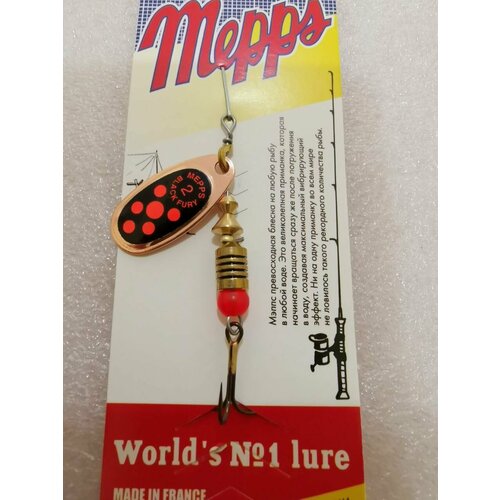 Mepps
MEPPS
2
BLACK FURY
Мэппс превосходная блесна на любую рыбу
в любой воде. Это великолепная приманка, которая
начинает вращаться сразу же после погружения
в воду, создавая максимальный вибрирующий
эффект. Ни на одну приманку во всем мире
не ловилось такого рекордного количества рыбы.
World's №1 lure
MADE IN FRANCE